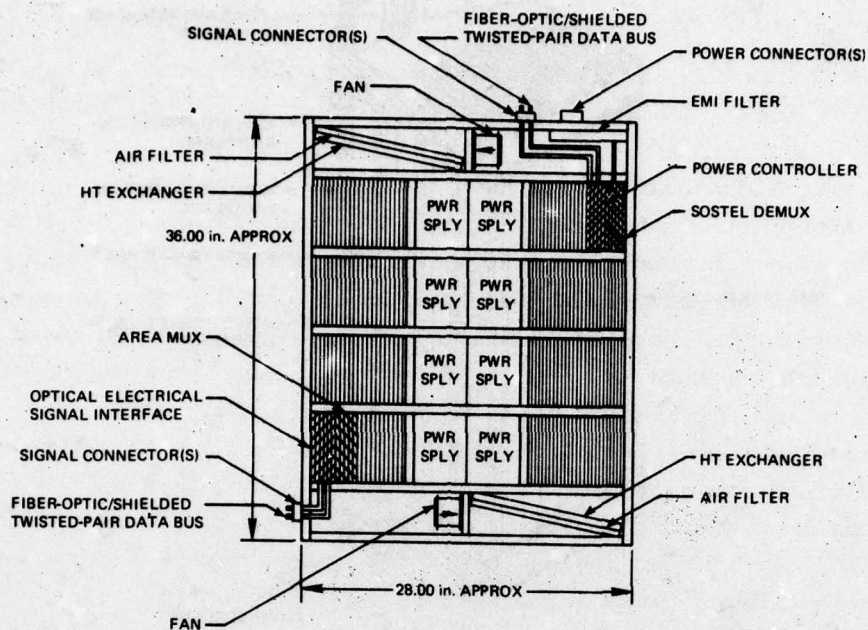 FIBER-OPTIC/SHIELDED
TWISTED-PAIR DATA BUS
SIGNAL CONNECTOR(S)
POWER CONNECTOR(S)
FAN
EMI FILTER
AIR FILTER
HT EXCHANGER
POWER CONTROLLER
SOSTEL DEMUX
36.00 in. APPROX
PWR
SPLY
PWR
SPLY
PWR
SPLY
PWR
SPLY
AREA MUX
PWR
SPLY
PWR
SPLY
OPTICAL ELECTRICAL
SIGNAL INTERFACE
PWR
SPLY
PWR
SPLY
SIGNAL CONNECTOR(S)
HT EXCHANGER
AIR FILTER
FIBER-OPTIC/SHIELDED
TWISTED-PAIR DATA BUS
28.00 in. APPROX
FAN